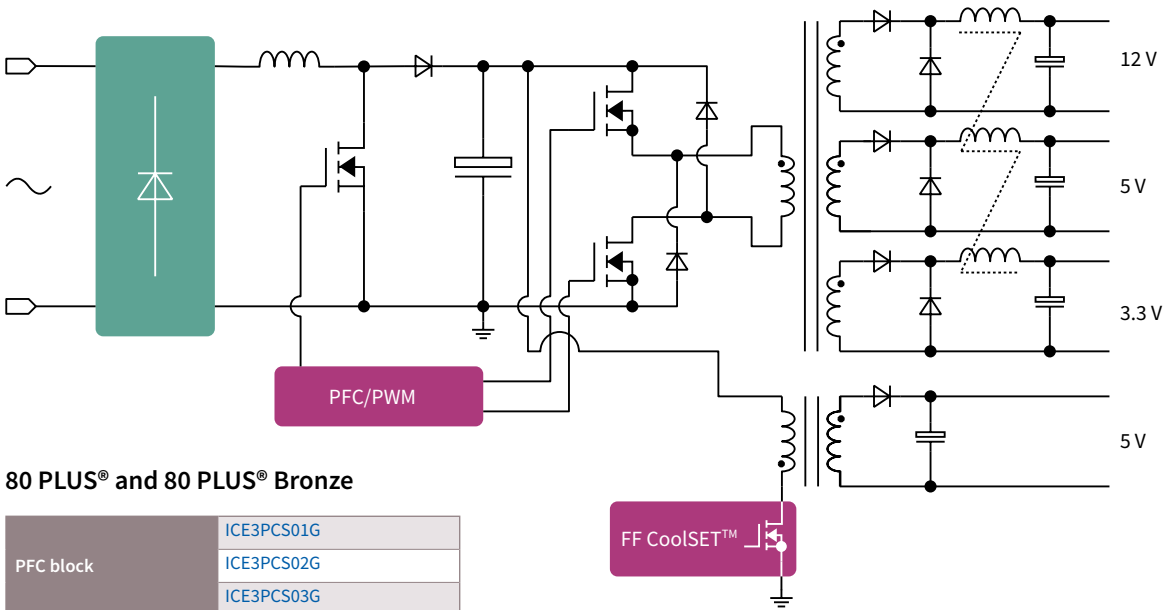 12 V
5 V
3.3 V
PFC/PWM
5 V
FF CoolSET™
80 PLUS® and 80 PLUS® Bronze
PFC block
ICE3PCS01G
ICE3PCS02G
ICE3PCS03G